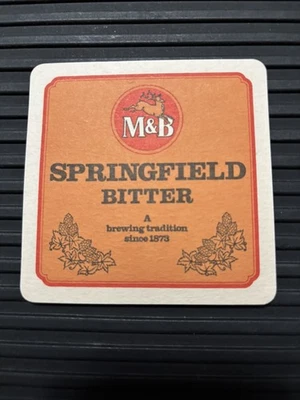 M&B
SPRINGFIELD
BITTER
A
brewing tradition
since 1873